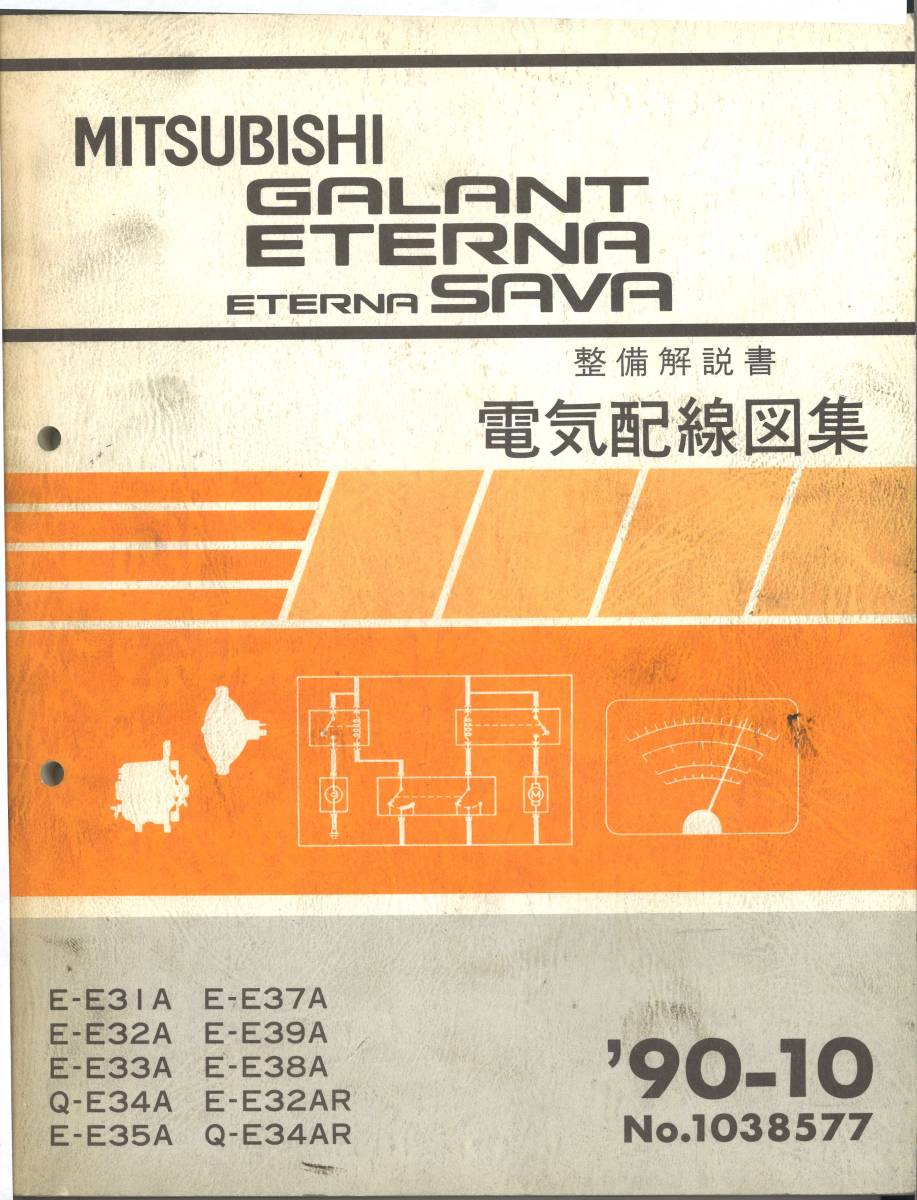 MITSUBISHI
GALANT
ETERNA
ETERNA SAVA
整備解説書
電気配線図集
M
E-E31A E-E37A
E-E32A E-E39A
E-E33A E-E38A
Q-E34A E-E32AR
E-E35A Q-E34AR
'90-10
No.1038577